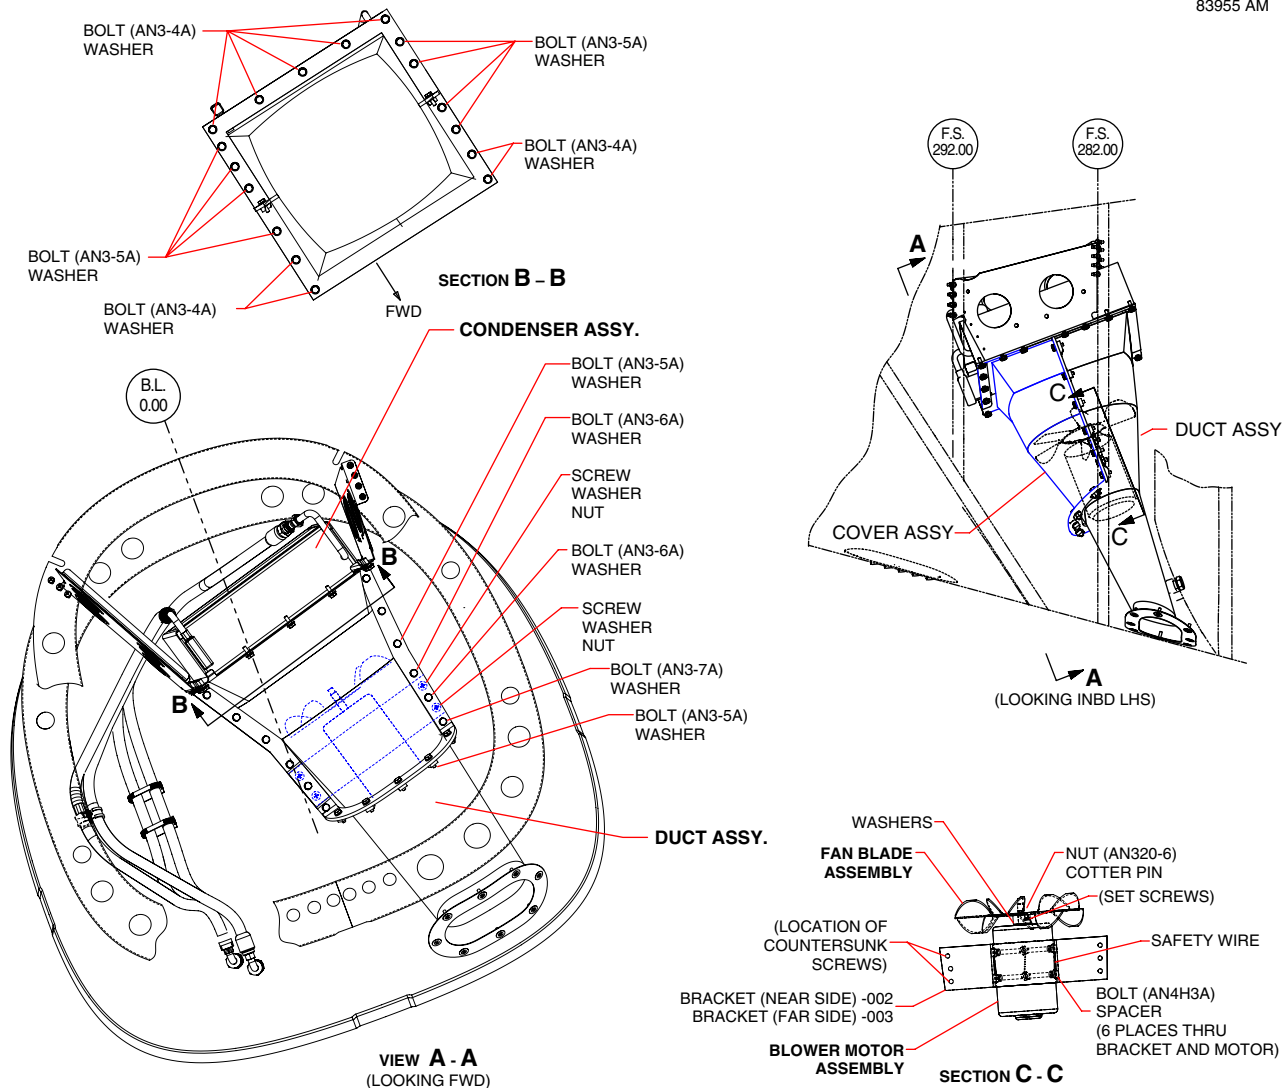 83955 AM
BOLT (AN3-4A)
WASHER
BOLT (AN3-5A)
WASHER
BOLT (AN3-4A)
WASHER
BOLT (AN3-5A)
WASHER
BOLT (AN3-4A)
WASHER
SECTION B - B
FWD
CONDENSER ASSY.
B.L.
0.00
BOLT (AN3-5A)
WASHER
BOLT (AN3-6A)
WASHER
SCREW
WASHER
NUT
BOLT (AN3-6A)
WASHER
SCREW
WASHER
NUT
BOLT (AN3-7A)
WASHER
BOLT (AN3-5A)
WASHER
B
B
DUCT ASSY.
VIEW A - A
(LOOKING FWD)
F.S.
292.00
F.S.
282.00
A
C
DUCT ASSY
COVER ASSY
C
A
(LOOKING INBD LHS)
WASHERS
FAN BLADE
ASSEMBLY
NUT (AN320-6)
COTTER PIN
(SET SCREWS)
(LOCATION OF
COUNTERSUNK
SCREWS)
SAFETY WIRE
BRACKET (NEAR SIDE) -002
BRACKET (FAR SIDE) -003
BOLT (AN4H3A)
SPACER
(6 PLACES THRU
BRACKET AND MOTOR)
BLOWER MOTOR
ASSEMBLY
SECTION C - C